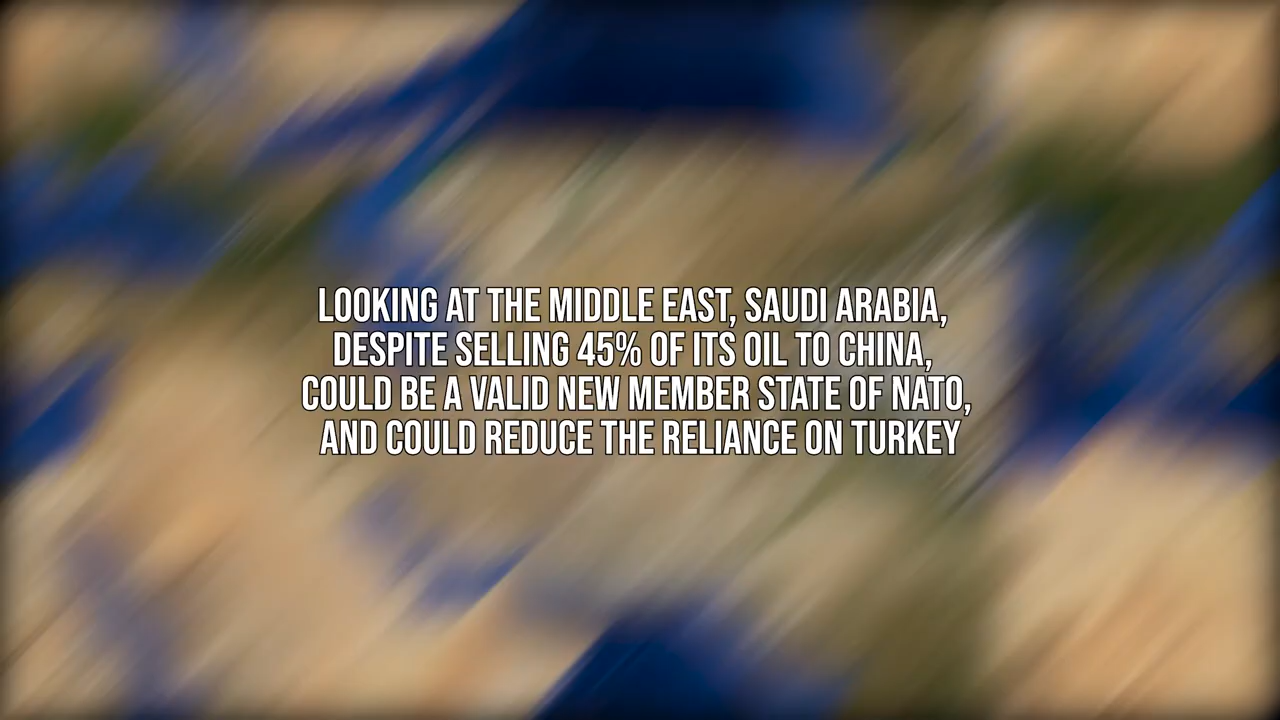 LOOKING AT THE MIDDLE EAST, SAUDI ARABIA,
DESPITE SELLING 45% OF ITS OIL TO CHINA,
COULD BE A VALID NEW MEMBER STATE OF NATO,
AND COULD REDUCE THE RELIANCE ON TURKEY